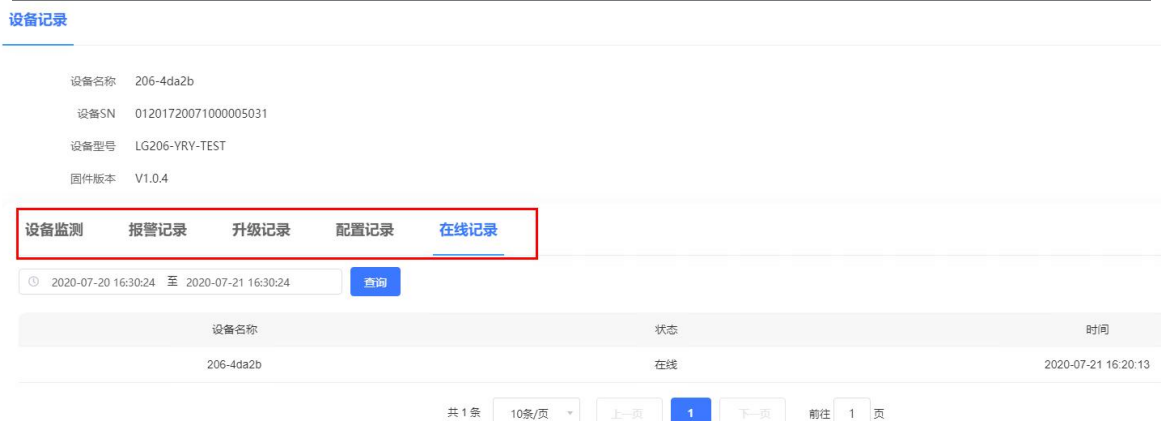 设备记录
设备名称 206-4da2b
设备SN 01201720071000005031
设备型号 LG206-YRY-TEST
固件版本 V1.0.4
设备监测 报警记录 升级记录 配置记录 在线记录
2020-07-20 16:30:24 至 2020-07-21 16:30:24 查询
设备名称 状态 时间
206-4da2b 在线 2020-07-21 16:20:13
共 1 条 10条/页 上一页 1 下一页 前往 1 页